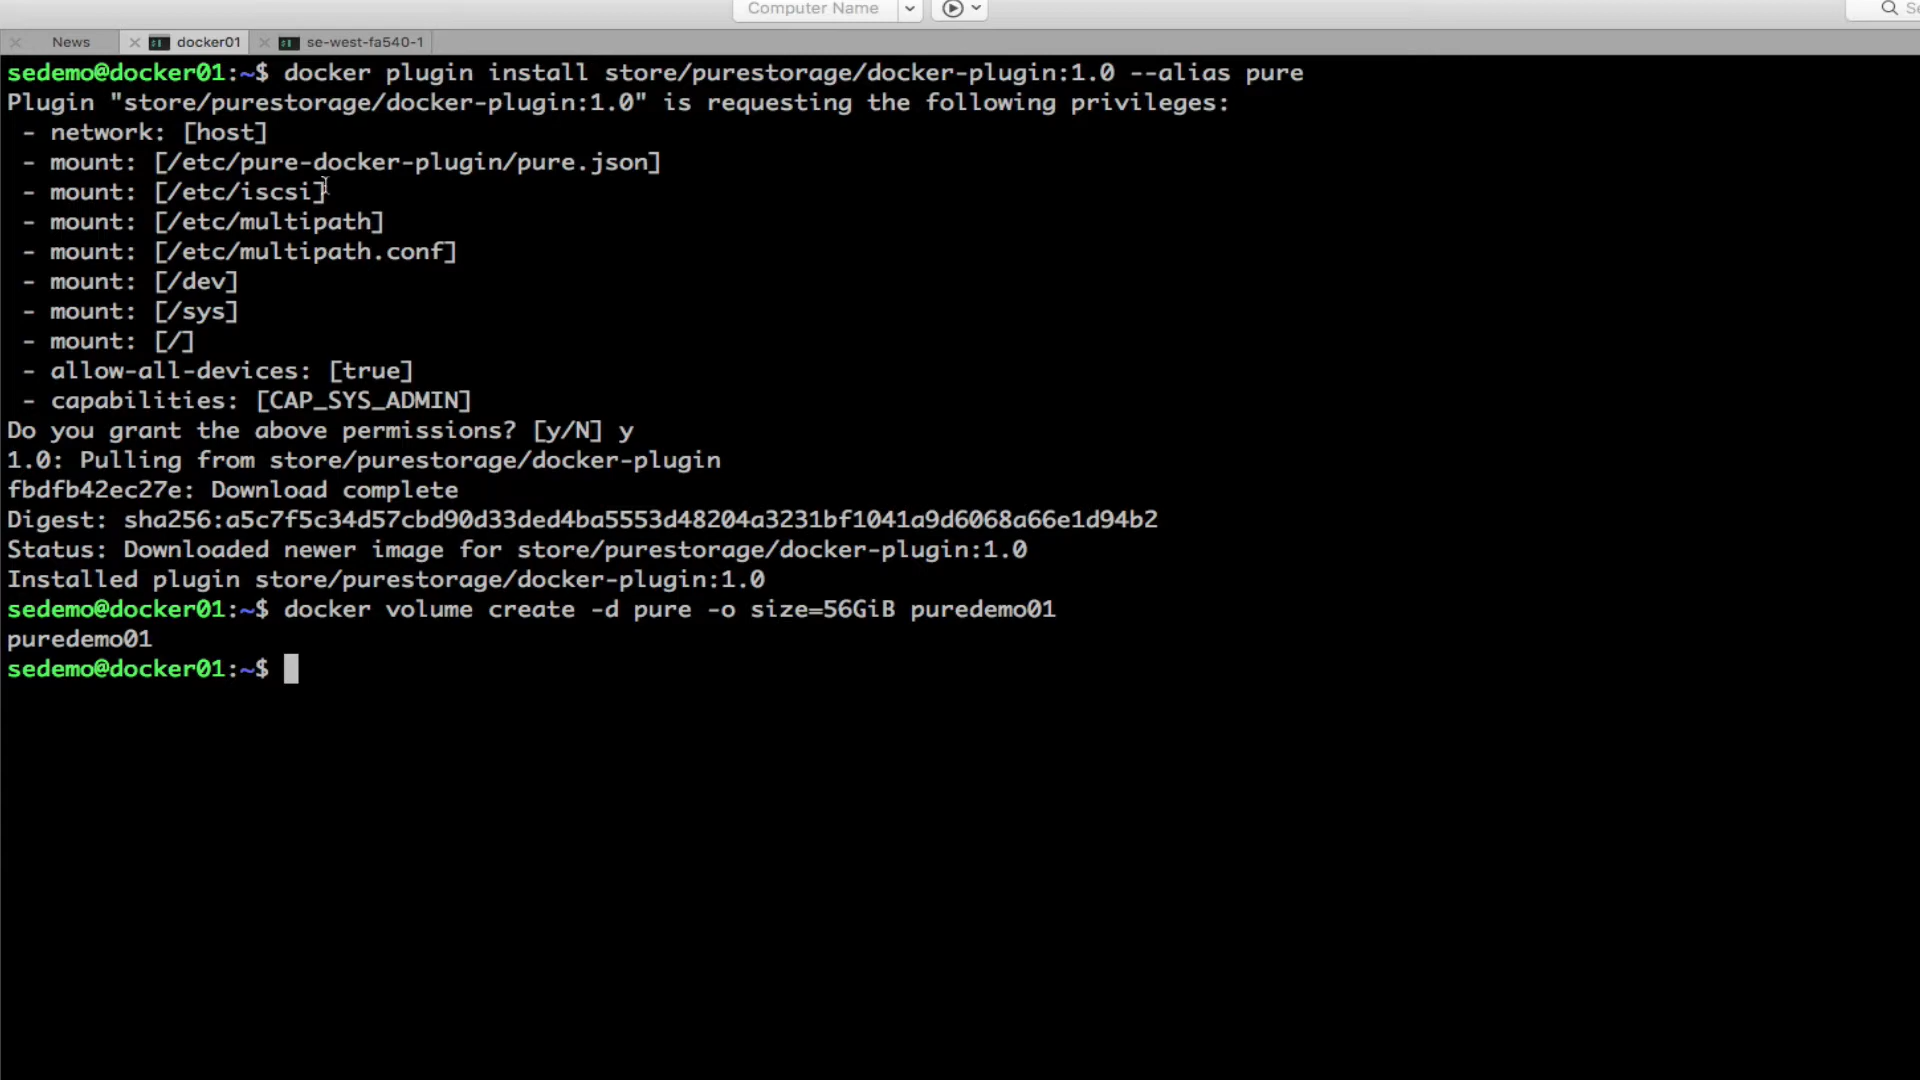 Computer Name
News
docker01
se-west-fa540-1
sedemo@docker01:~$ docker plugin install store/purestorage/docker-plugin:1.0 --alias pure
Plugin "store/purestorage/docker-plugin:1.0" is requesting the following privileges:
- network: [host]
- mount: [/etc/pure-docker-plugin/pure.json]
- mount: [/etc/iscsi]
- mount: [/etc/multipath]
- mount: [/etc/multipath.conf]
- mount: [/dev]
- mount: [/sys]
- mount: [/]
- allow-all-devices: [true]
- capabilities: [CAP_SYS_ADMIN]
Do you grant the above permissions? [y/N] y
1.0: Pulling from store/purestorage/docker-plugin
fbdfb42ec27e: Download complete
Digest: sha256:a5c7f5c34d57cbd90d33ded4ba5553d48204a3231bf1041a9d6068a66e1d94b2
Status: Downloaded newer image for store/purestorage/docker-plugin:1.0
Installed plugin store/purestorage/docker-plugin:1.0
sedemo@docker01:~$ docker volume create -d pure -o size=56GiB puredemo01
puredemo01
sedemo@docker01:~$